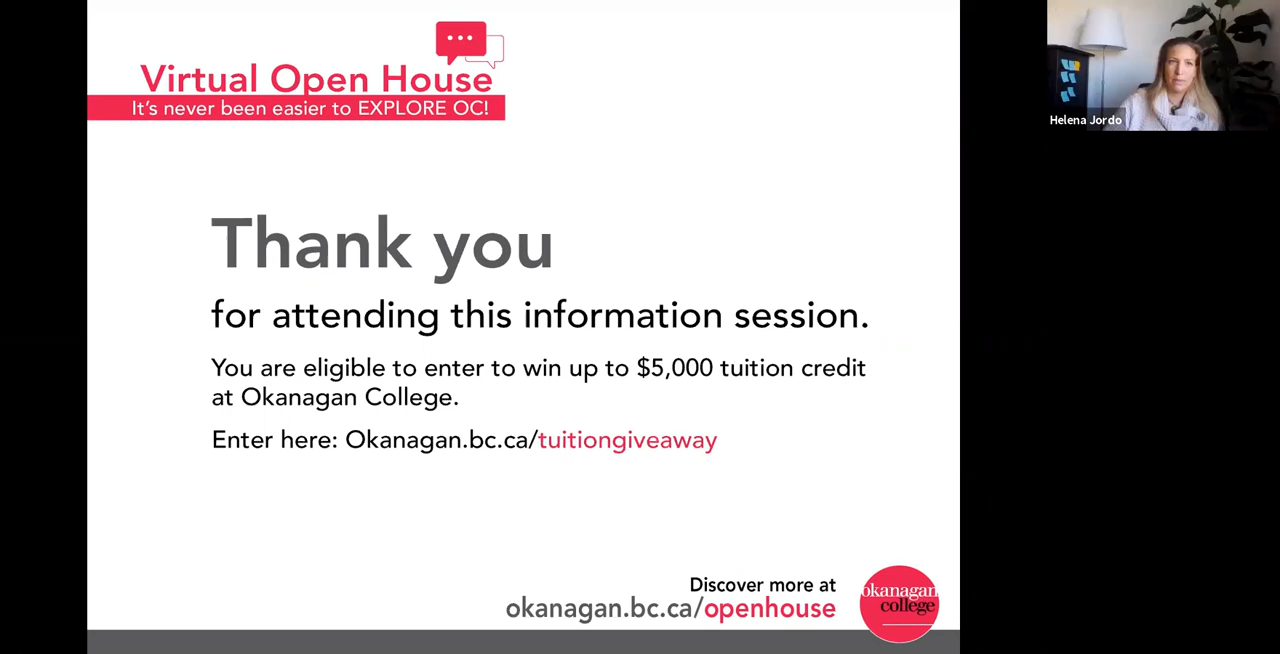 Virtual Open House
It's never been easier to EXPLORE OC!
Helena Jordo
Thank you
for attending this information session.
You are eligible to enter to win up to $5,000 tuition credit
at Okanagan College.
Enter here: Okanagan.bc.ca/tuitiongiveaway
Discover more at
okanagan.bc.ca/openhouse
okanagan
college